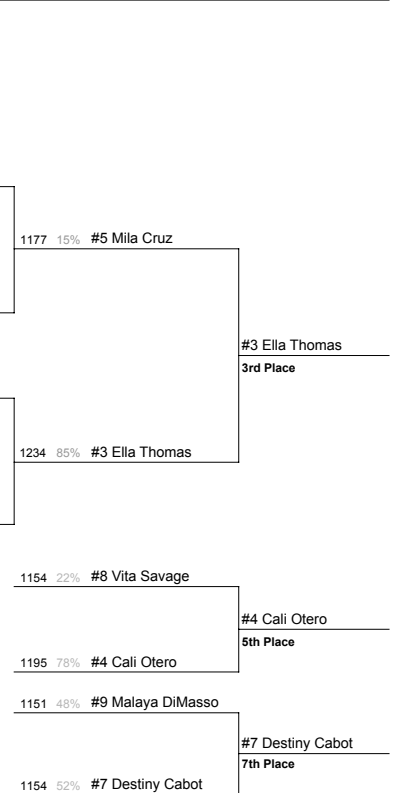 1177 15% #5 Mila Cruz
#3 Ella Thomas
3rd Place
1234 85% #3 Ella Thomas
1154 22% #8 Vita Savage
#4 Cali Otero
5th Place
1195 78% #4 Cali Otero
1151 48% #9 Malaya DiMasso
#7 Destiny Cabot
7th Place
1154 52% #7 Destiny Cabot